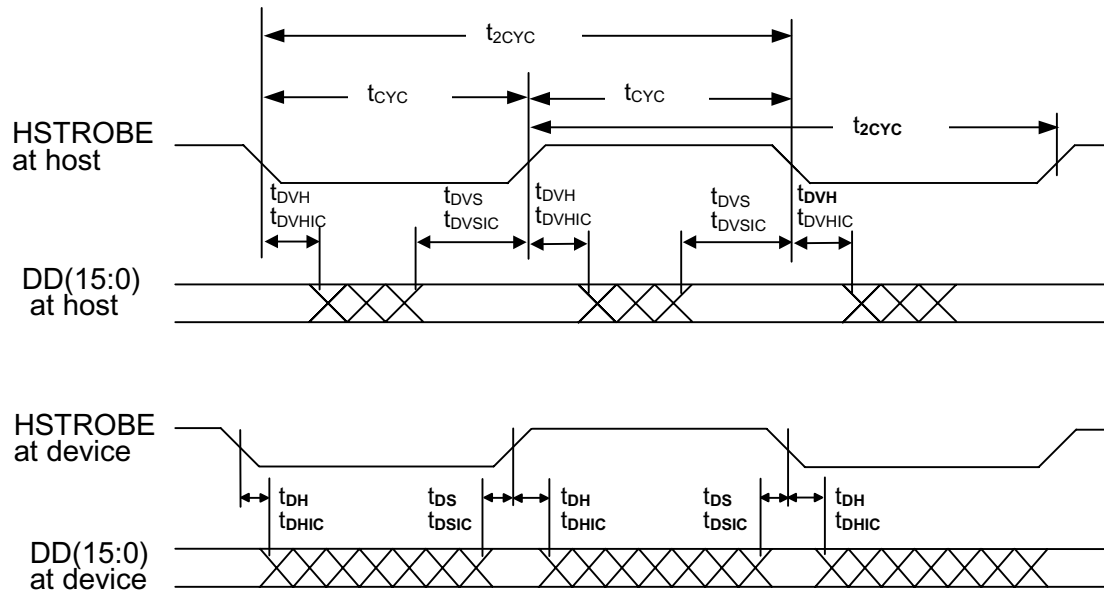 t2CYC
tCYC tCYC
t2CYC
HSTROBE
at host
tDVH tDVS tDVH tDVS tDVH
tDVHIC tDVSIC tDVHIC tDVSIC tDVHIC
DD(15:0)
at host
HSTROBE
at device
tDH tDS tDH tDS tDH
tDHIC tDSIC tDHIC tDSIC tDHIC
DD(15:0)
at device